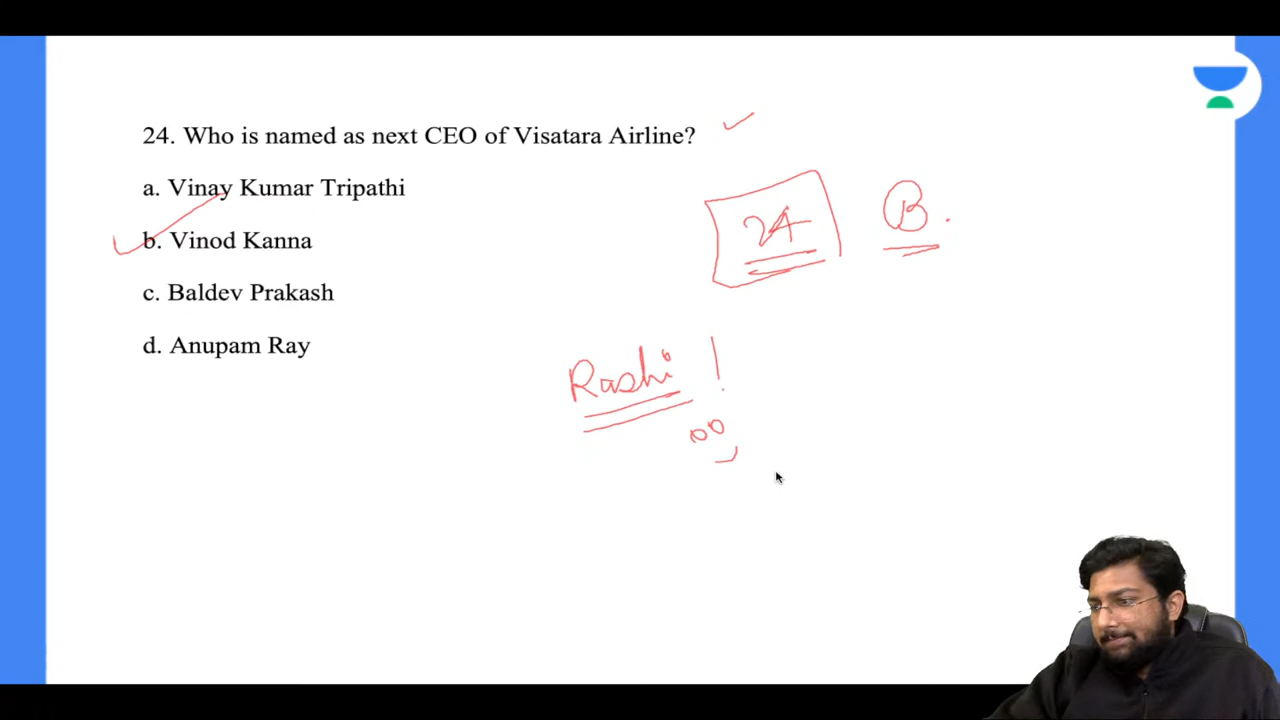 24. Who is named as next CEO of Visatara Airline?
a. Vinay Kumar Tripathi
b. Vinod Kanna
c. Baldev Prakash
d. Anupam Ray
24 B.
Rashi !